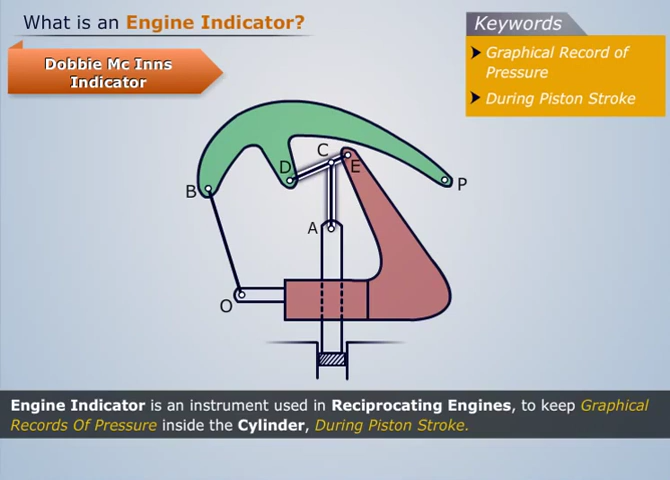 What is an Engine Indicator?
Keywords
Dobbie Mc Inns
Indicator
Graphical Record of
Pressure
During Piston Stroke
C
D
E
B
P
A
O
Engine Indicator is an instrument used in Reciprocating Engines, to keep Graphical
Records Of Pressure inside the Cylinder, During Piston Stroke.